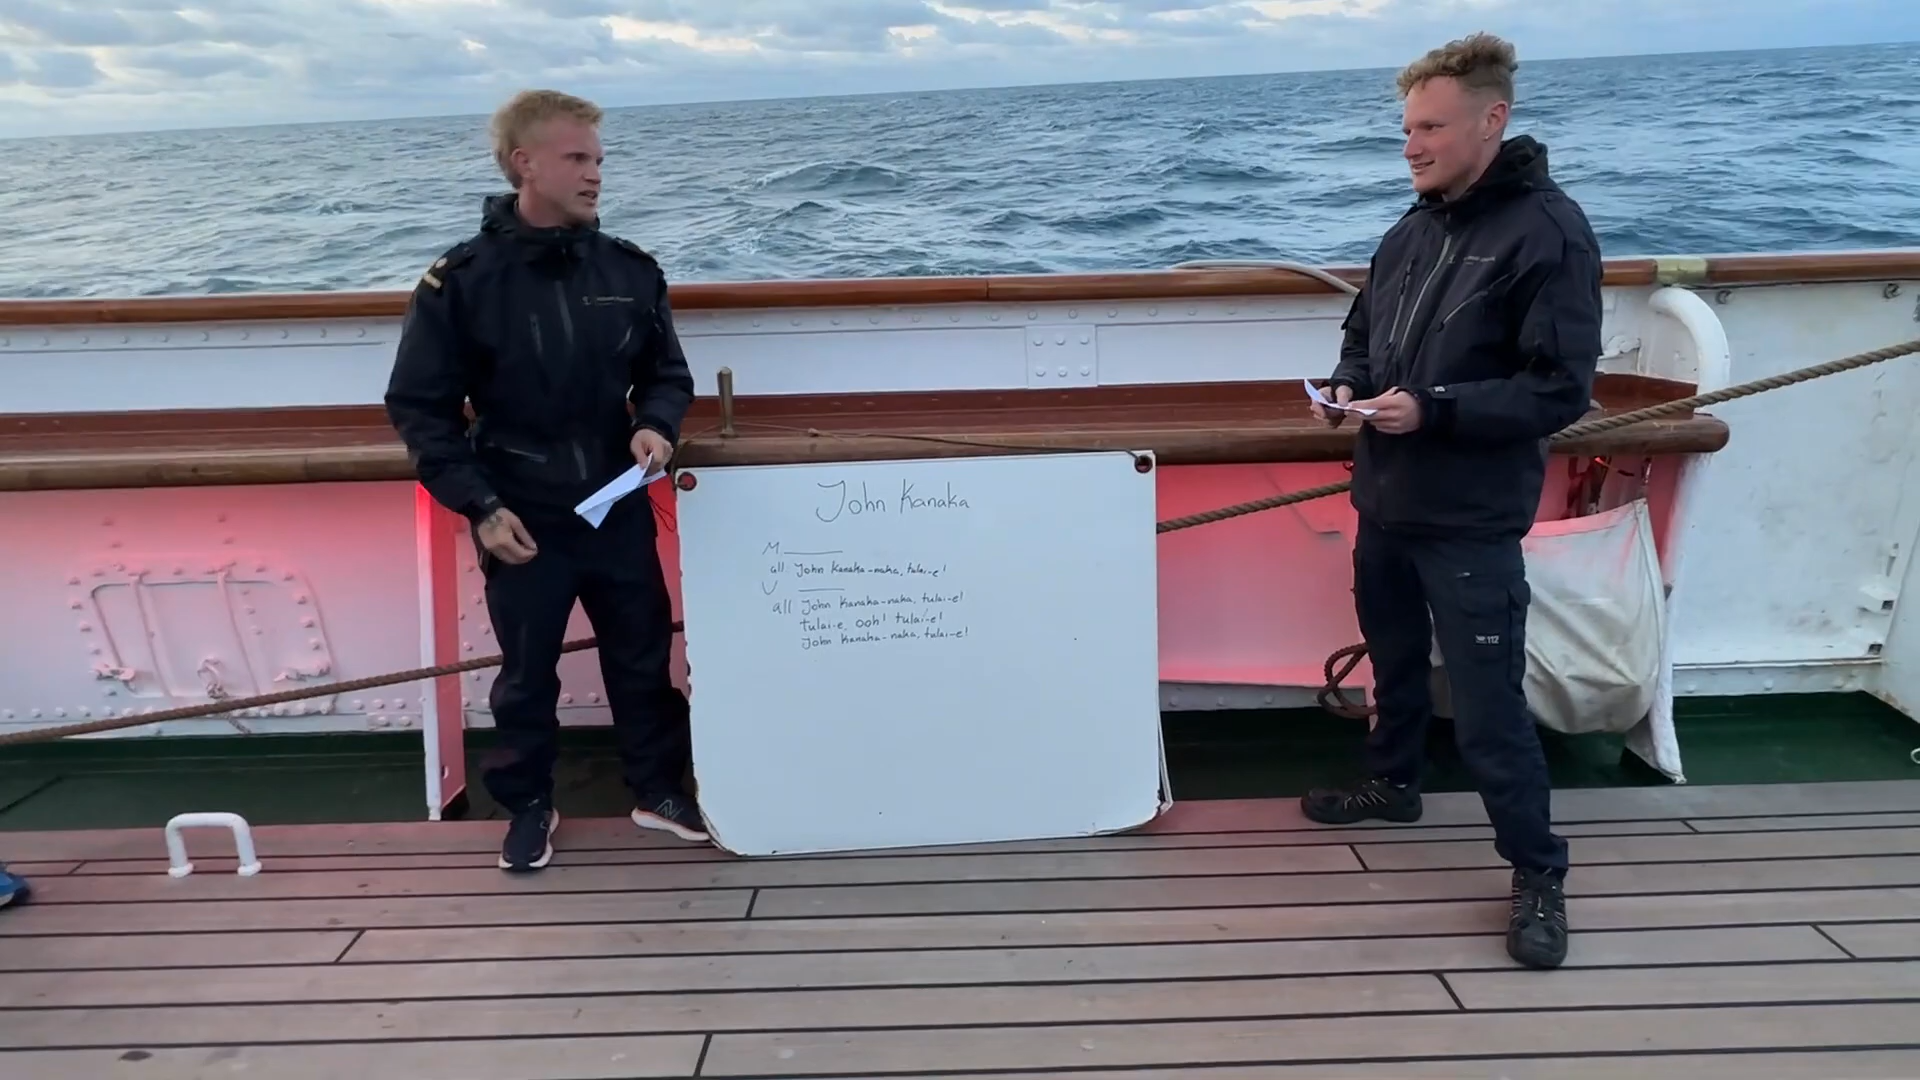 John Kanaka
M ______
all John Kanaka-naka, tulai-e!
U ______
all John Kanaka-naka, tulai-e!
tulai-e, ooh! tulai-e!
John Kanaka-naka, tulai-e!
112